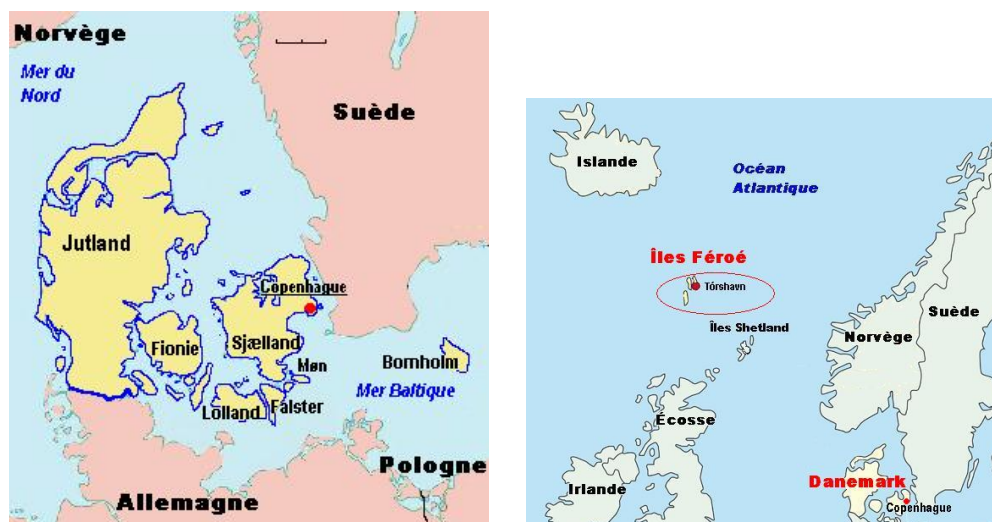 Norvège
Mer du
Nord
Suède
Jutland
Copenhague
Fionie
Sjælland
Møn
Bornholm
Mer Baltique
Lolland
Falster
Pologne
Allemagne
Islande
Océan
Atlantique
Îles Féroé
Tórshavn
Îles Shetland
Suède
Norvège
Écosse
Irlande
Danemark
Copenhague